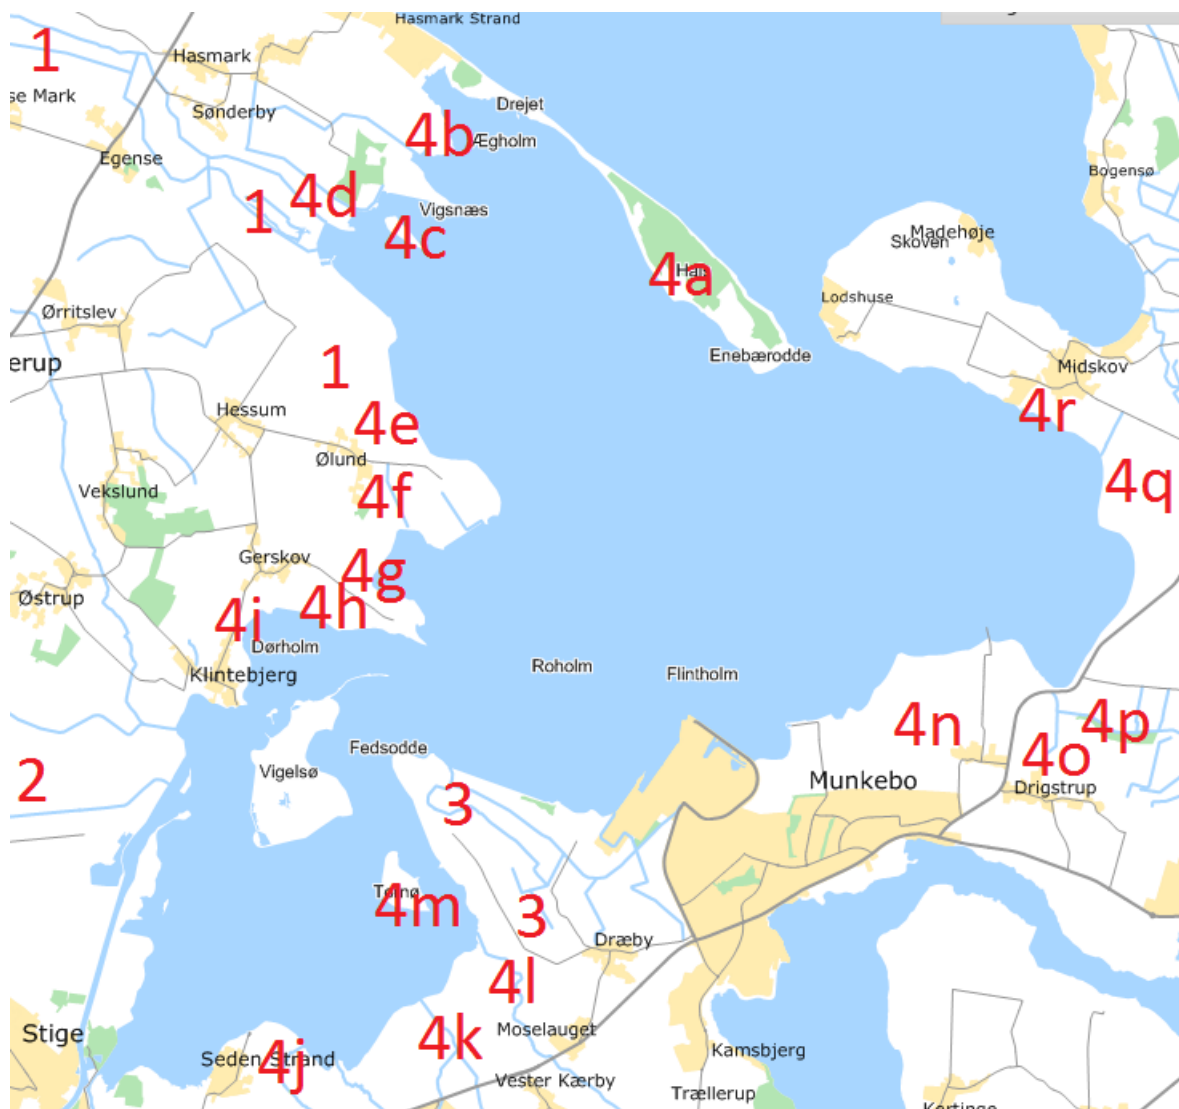 Hasmark Strand
1
Hasmark
se Mark
Sønderby
Drejet
4b
Ægholm
Egense
Bogensø
4d
1
Vigsnæs
4c
Madehøje
Skoven
4a
Lodshuse
Ørritslev
Enebærodde
erup
1
Midskov
Hessum
4r
4e
Ølund
4q
Vekslund
4f
Gerskov
4g
Østrup
4h
4i
Dørholm
Roholm
Flintholm
Klintebjerg
4n
4p
Fedsodde
4o
2
Vigelsø
Munkebo
Drigstrup
3
Tornø
4m
3
Dræby
4l
Stige
Moselauget
4k
Seden Strand
4j
Kamsbjerg
Vester Kærby
Trællerup